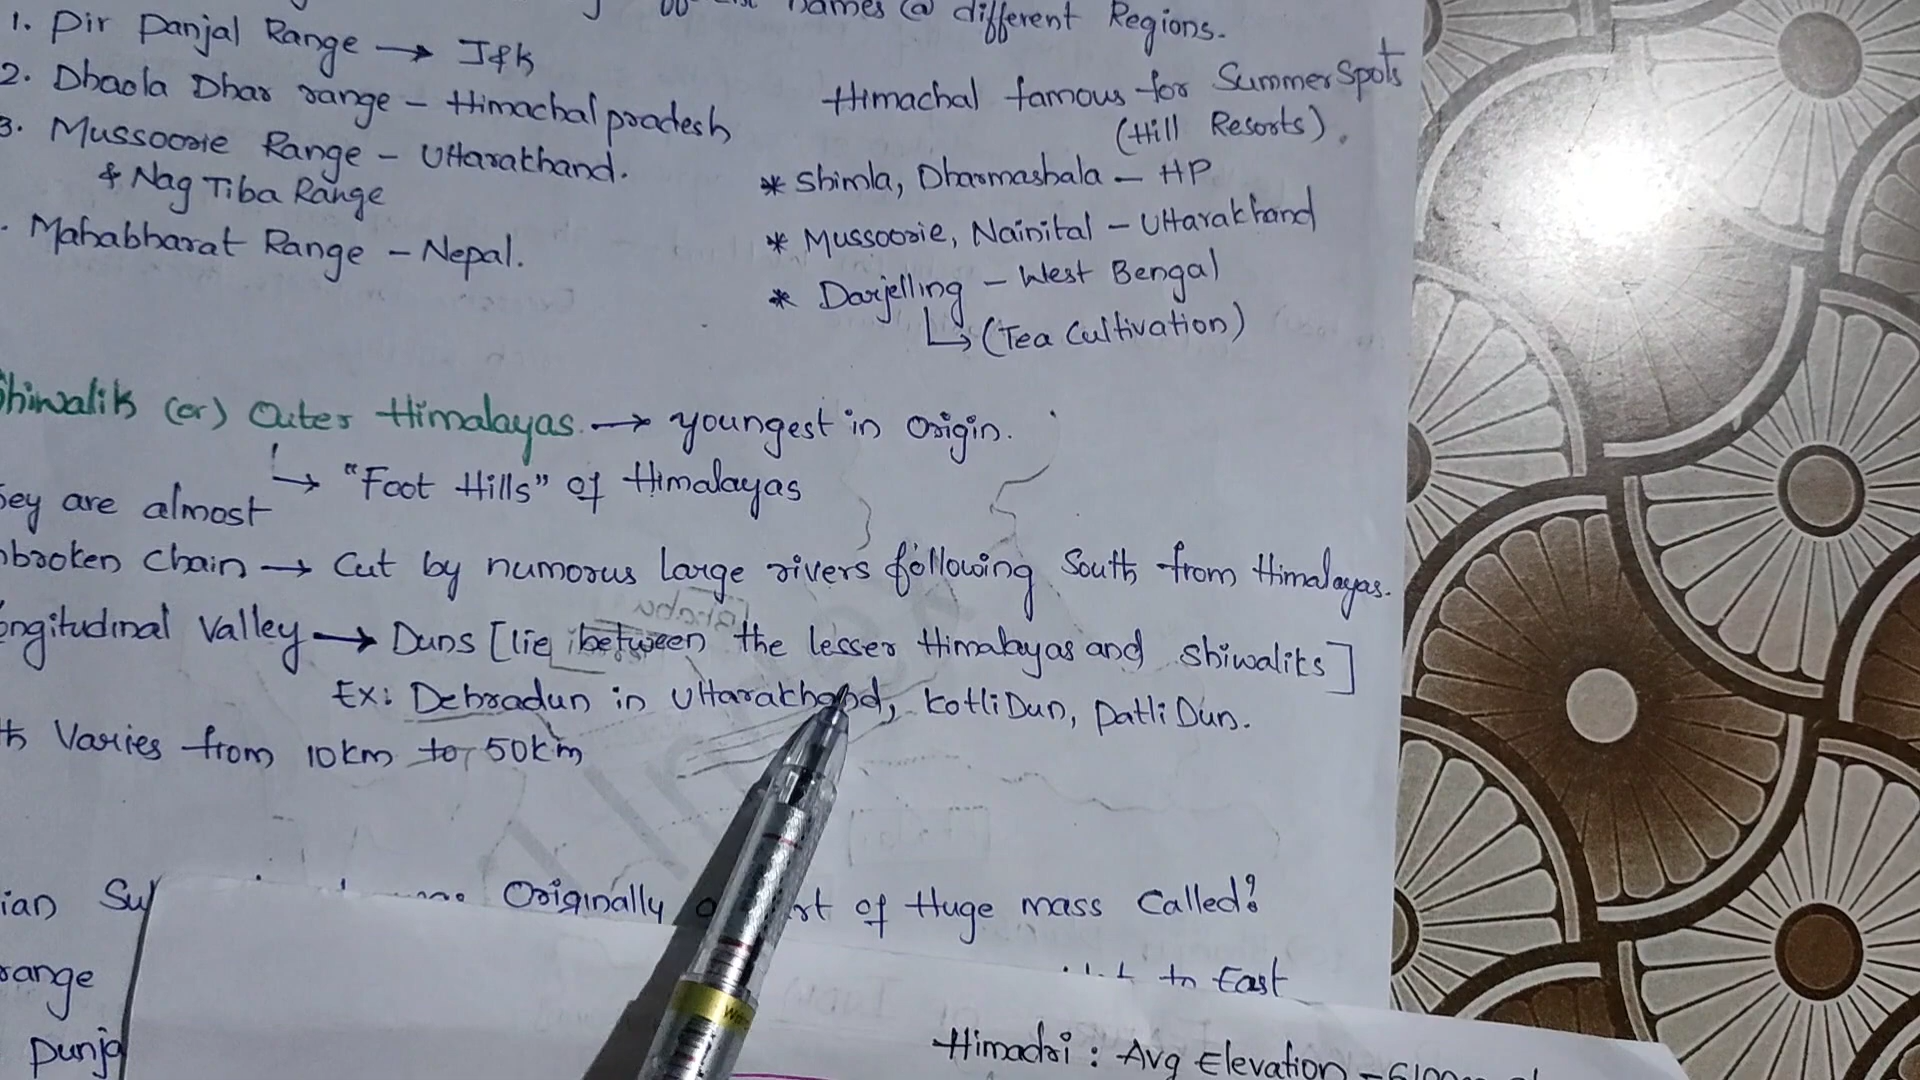 names @ different Regions.
1. Pir Panjal Range → J&K
2. Dhaola Dhar range - Himachal pradesh
3. Mussoorie Range - Uttarakhand.
& Nag Tiba Range
. Mahabharat Range - Nepal.
Himachal famous for Summer Spots
(Hill Resorts).
* Shimla, Dharmashala - HP
* Mussoorie, Nainital - Uttarakhand
* Darjelling - West Bengal
↳ (Tea Cultivation)
Shiwalik (or) Outer Himalayas → youngest in Origin.
↳ "Foot Hills" of Himalayas
ey are almost
broken Chain → Cut by numorus large rivers following South from Himalayas.
ongitudinal Valley → Duns [lie between the lesser Himalayas and Shiwaliks]
Ex: Dehradun in Uttarakhand, Kotli Dun, Patli Dun.
th Varies from 10km to 50km
ian Su Originally of Huge mass Called?
range to East
Punja
Himadri : Avg Elevation -